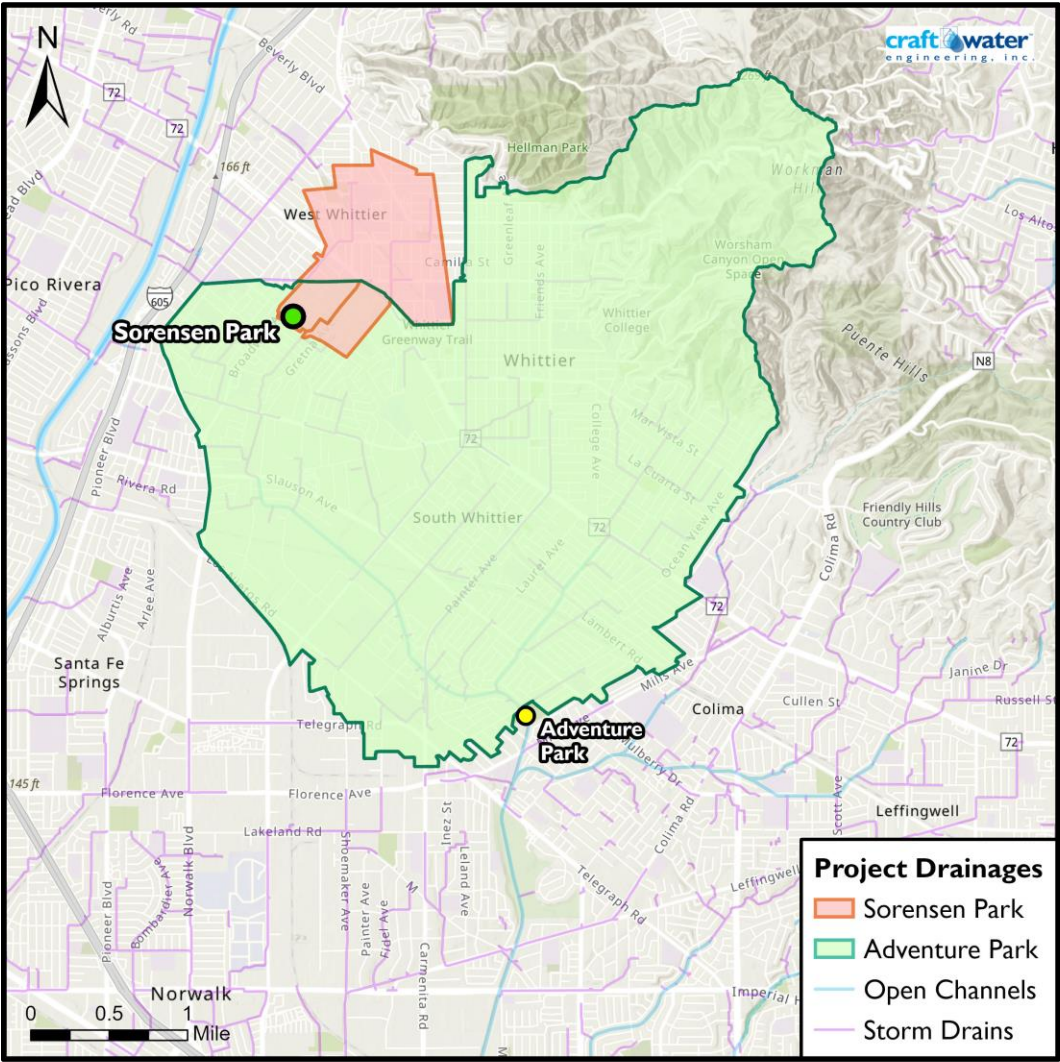 N
craft water
engineering, inc.
Beverly Rd
Beverly Blvd
72
72
166 ft
Hellman Park
Workman
Hill
West Whittier
Greenleaf
Los Altos
Camilla St
Friends Ave
Worsham
Canyon Open
Space
Pico Rivera
605
Sorensen Park
Whittier
College
Whittier
Greenway Trail
Whittier
Puente Hills
N8
Gretna
College Ave
Mar Vista St
72
La Cuarta St
Pioneer Blvd
Rivera Rd
Slauson Ave
South Whittier
72
Ocean View Ave
Friendly Hills
Country Club
Colima Rd
Painter Ave
Laurel Ave
Alburtis Ave
Arlee Ave
72
Lambert Rd
Santa Fe
Springs
Mills Ave
Janine Dr
Cullen St
Russell S
Colima
Telegraph Rd
Adventure
Park
Mulberry Dr
72
145 ft
Florence Ave
Florence Ave
Scott Ave
Leffingwell
Lakeland Rd
Inez St
Colima Rd
Shoemaker Ave
Leland Ave
Norwalk Blvd
Bombardier Ave
Pioneer Blvd
Painter Ave
Fidel Ave
Telegraph Rd
Leffingwell
Carmenita Rd
Norwalk
Imperial H
0 0.5 1
Mile
Project Drainages
Sorensen Park
Adventure Park
Open Channels
Storm Drains